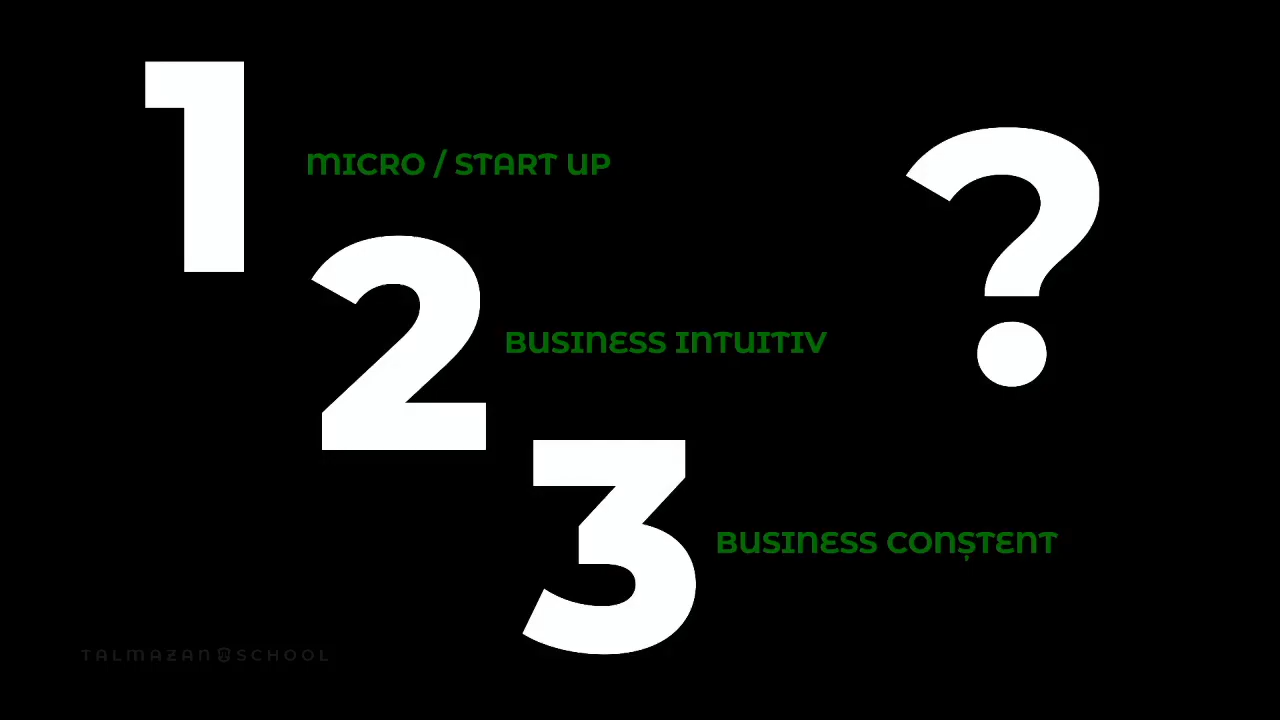 1
MICRO / START UP
?
2
BUSINESS INTUITIV
3
BUSINESS CONȘTENT
TALMAZAN SCHOOL